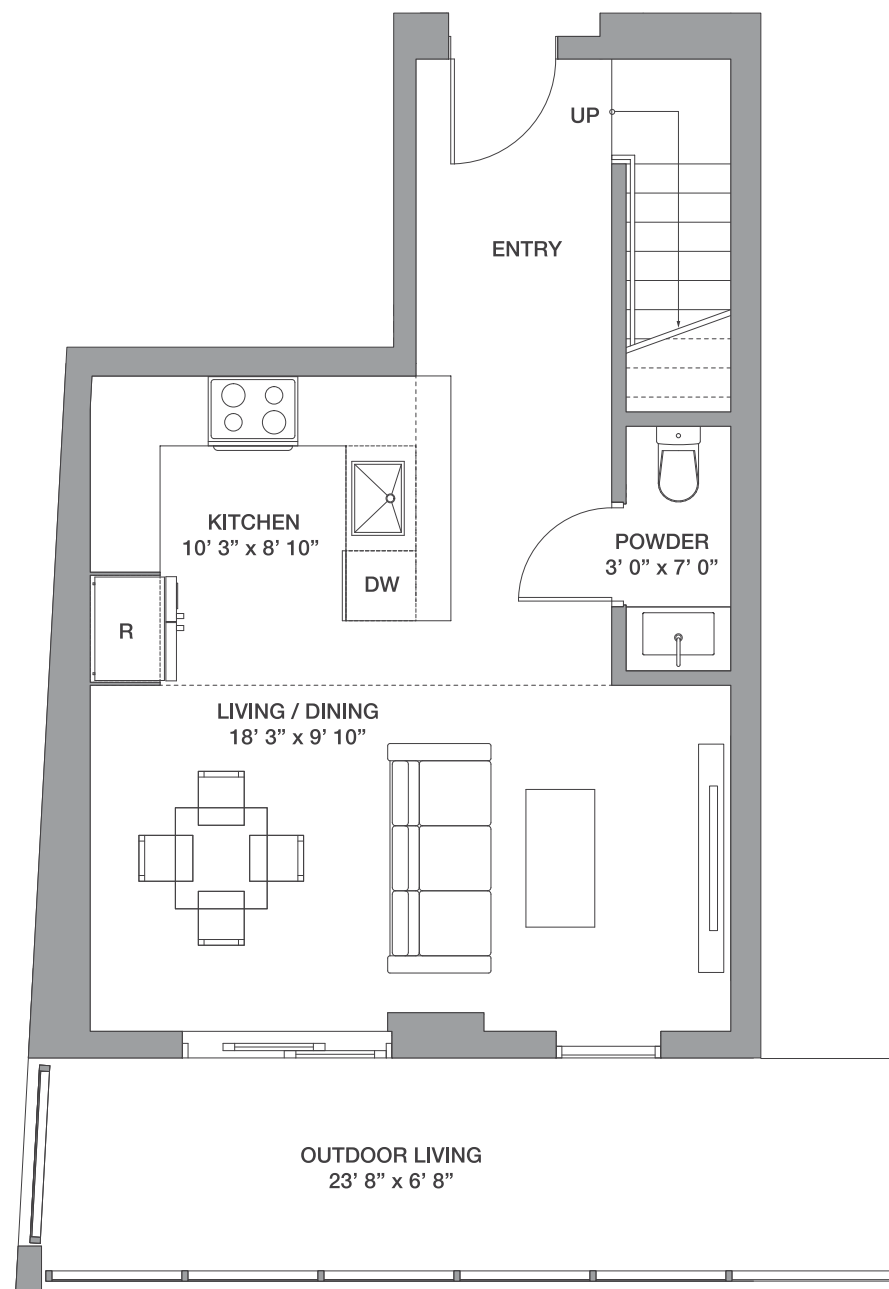 UP
ENTRY
KITCHEN
10’ 3” x 8’ 10”
POWDER
3’ 0” x 7’ 0”
DW
R
LIVING / DINING
18’ 3” x 9’ 10”
OUTDOOR LIVING
23’ 8” x 6’ 8”